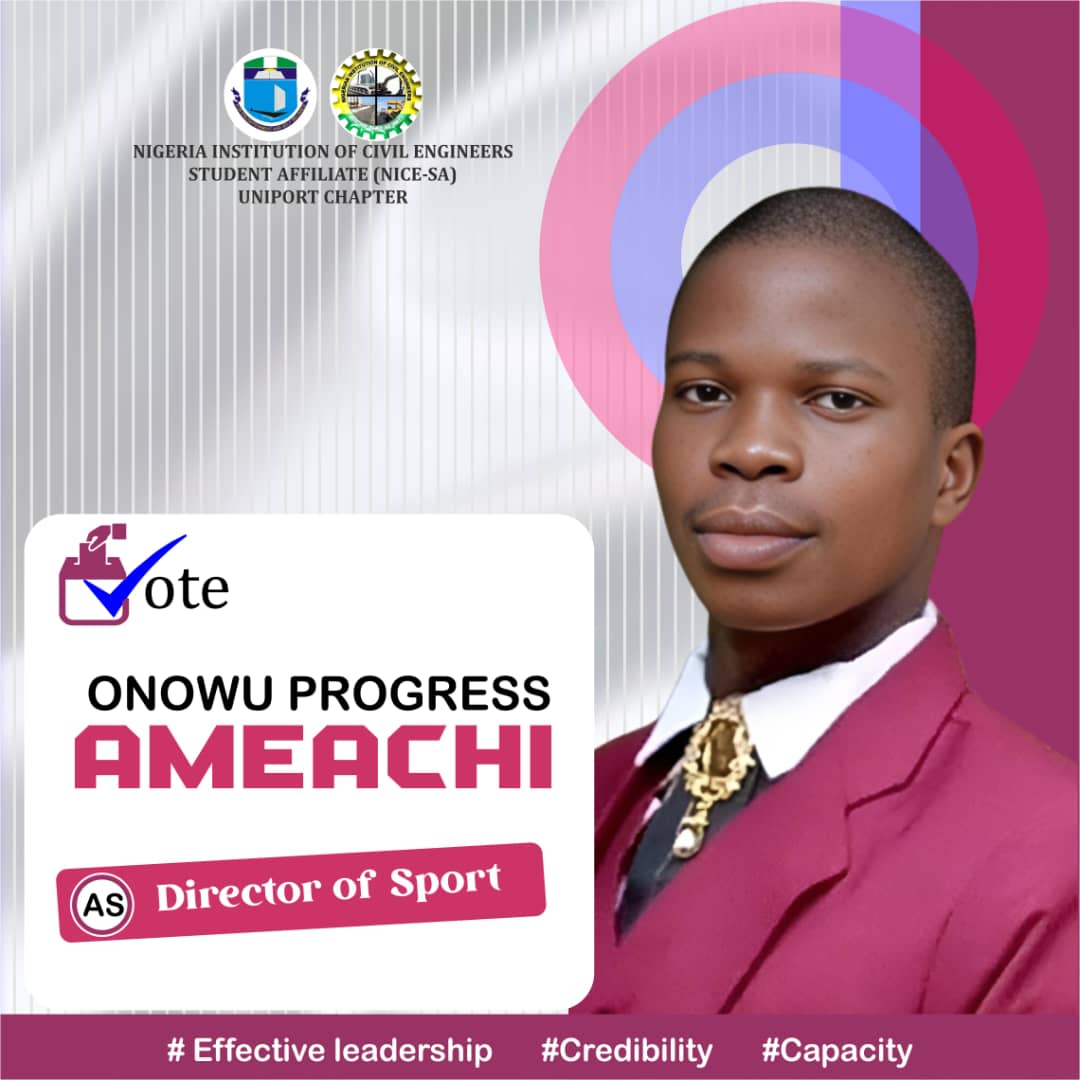 NIGERIA INSTITUTION OF CIVIL ENGINEERS
STUDENT AFFILIATE (NICE-SA)
UNIPORT CHAPTER
Vote
ONOWU PROGRESS
AMEACHI
AS Director of Sport
# Effective leadership #Credibility #Capacity